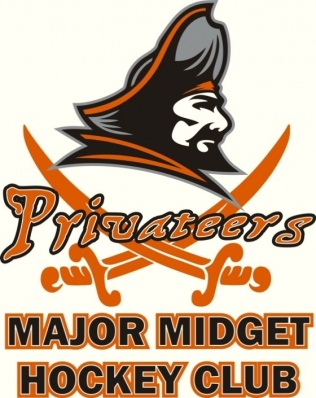 Privateers
MAJOR MIDGET
HOCKEY CLUB